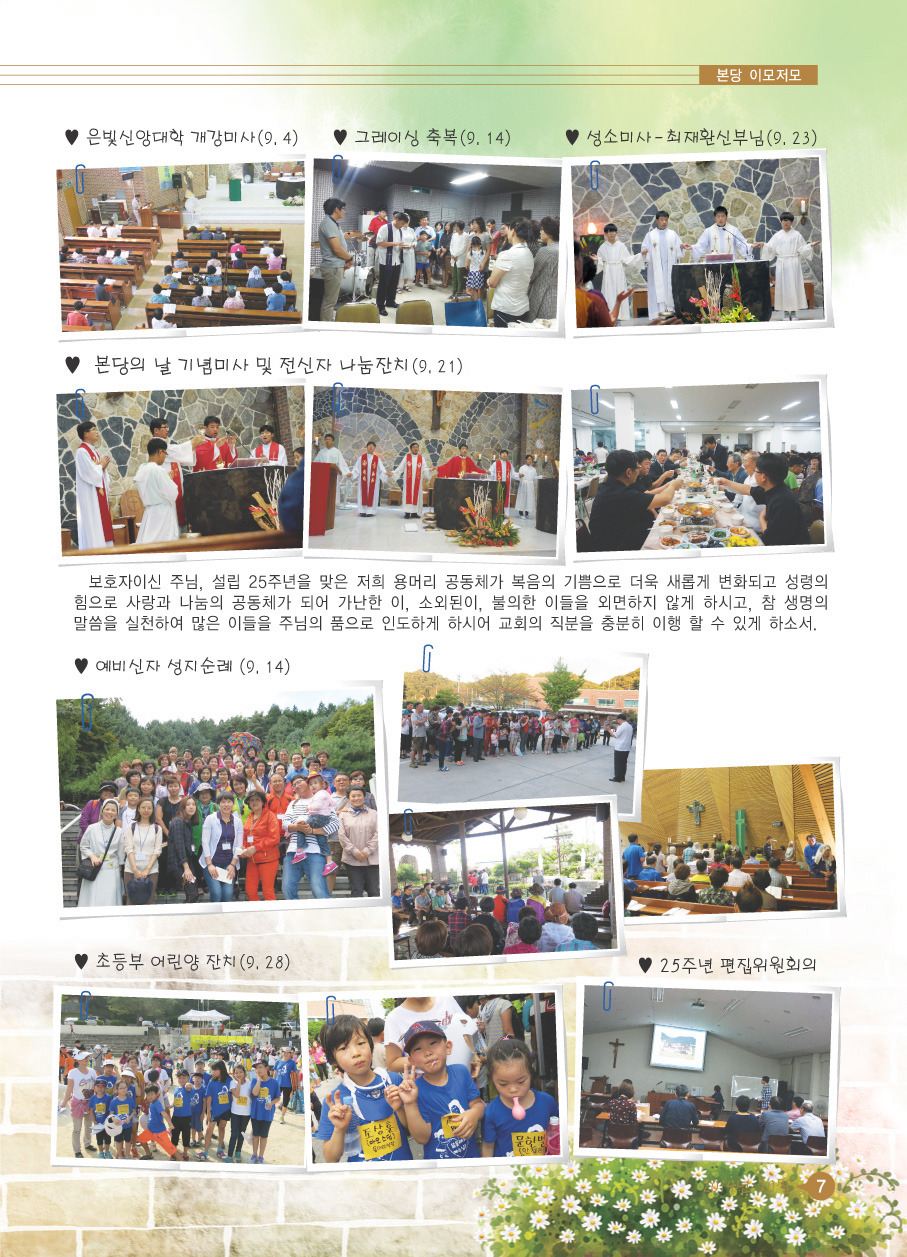 본당 이모저모
♥ 은빛신앙대학 개강미사(9, 4)
♥ 그레이싱 축복(9, 14)
♥ 성소미사-최재환신부님(9, 23)
♥ 본당의 날 기념미사 및 전신자 나눔잔치(9, 21)
보호자이신 주님, 설립 25주년을 맞은 저희 용머리 공동체가 복음의 기쁨으로 더욱 새롭게 변화되고 성령의
힘으로 사랑과 나눔의 공동체가 되어 가난한 이, 소외된이, 불의한 이들을 외면하지 않게 하시고, 참 생명의
말씀을 실천하여 많은 이들을 주님의 품으로 인도하게 하시어 교회의 직분을 충분히 이행 할 수 있게 하소서.
♥ 예비신자 성지순례 (9, 14)
♥ 초등부 어린양 잔치(9, 28)
♥ 25주년 편집위원회의
7